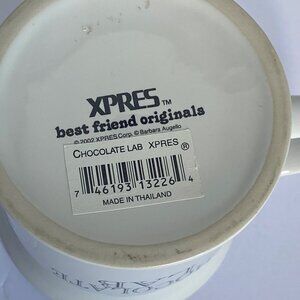 XPRES™
best friend originals
© 2002 XPRES Corp. © Barbara Augello
CHOCOLATE LAB XPRES ®
7 46193 13226 4
MADE IN THAILAND